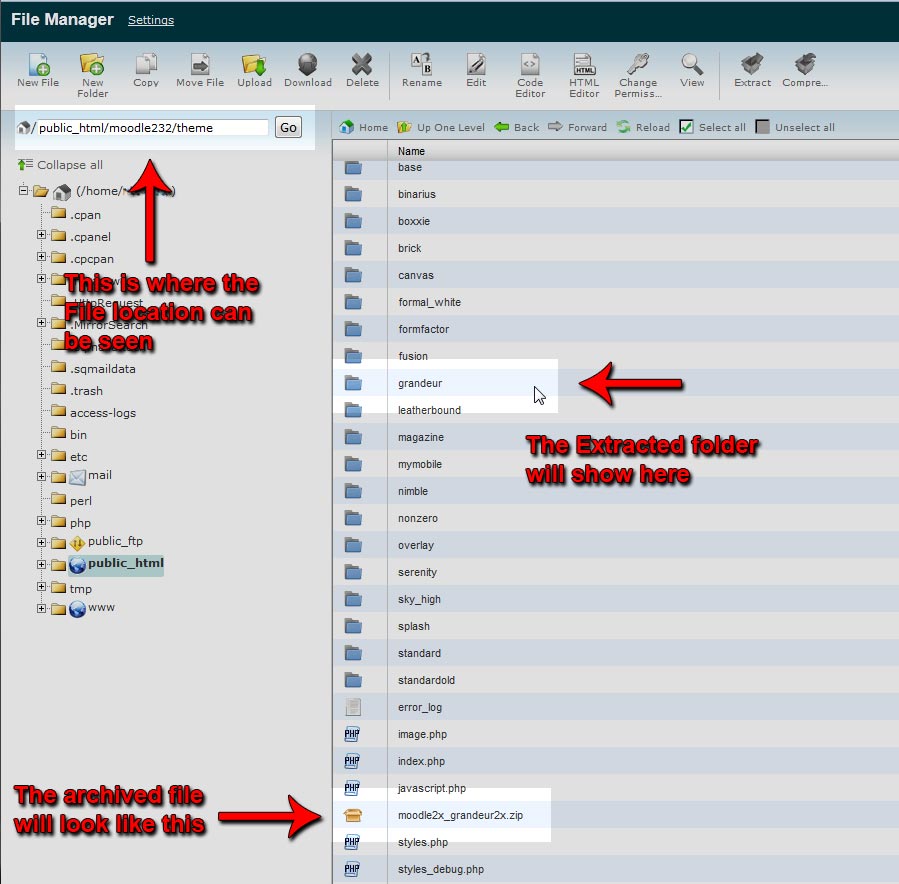 File Manager Settings
New File
New Folder
Copy
Move File
Upload
Download
Delete
Rename
Edit
Code Editor
HTML Editor
Change Permiss...
View
Extract
Compre...
/ public_html/moodle232/theme Go
Home Up One Level Back Forward Reload Select all Unselect all
Collapse all
(/home/
.cpan
.cpanel
.cpcpan
.HttpRequest
.MirrorSearch
.sqmaildata
.trash
access-logs
bin
etc
mail
perl
php
public_ftp
public_html
tmp
www
This is where the
File location can
be seen
Name
base
binarius
boxxie
brick
canvas
formal_white
formfactor
fusion
grandeur
leatherbound
magazine
mymobile
nimble
nonzero
overlay
serenity
sky_high
splash
standard
standardold
error_log
image.php
index.php
javascript.php
moodle2x_grandeur2x.zip
styles.php
styles_debug.php
The Extracted folder
will show here
The archived file
will look like this
PHP
PHP
PHP
PHP
PHP